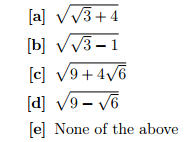 [a] √(√3 + 4)
[b] √(√3 − 1)
[c] √(9 + 4√6)
[d] √(9 − √6)
[e] None of the above